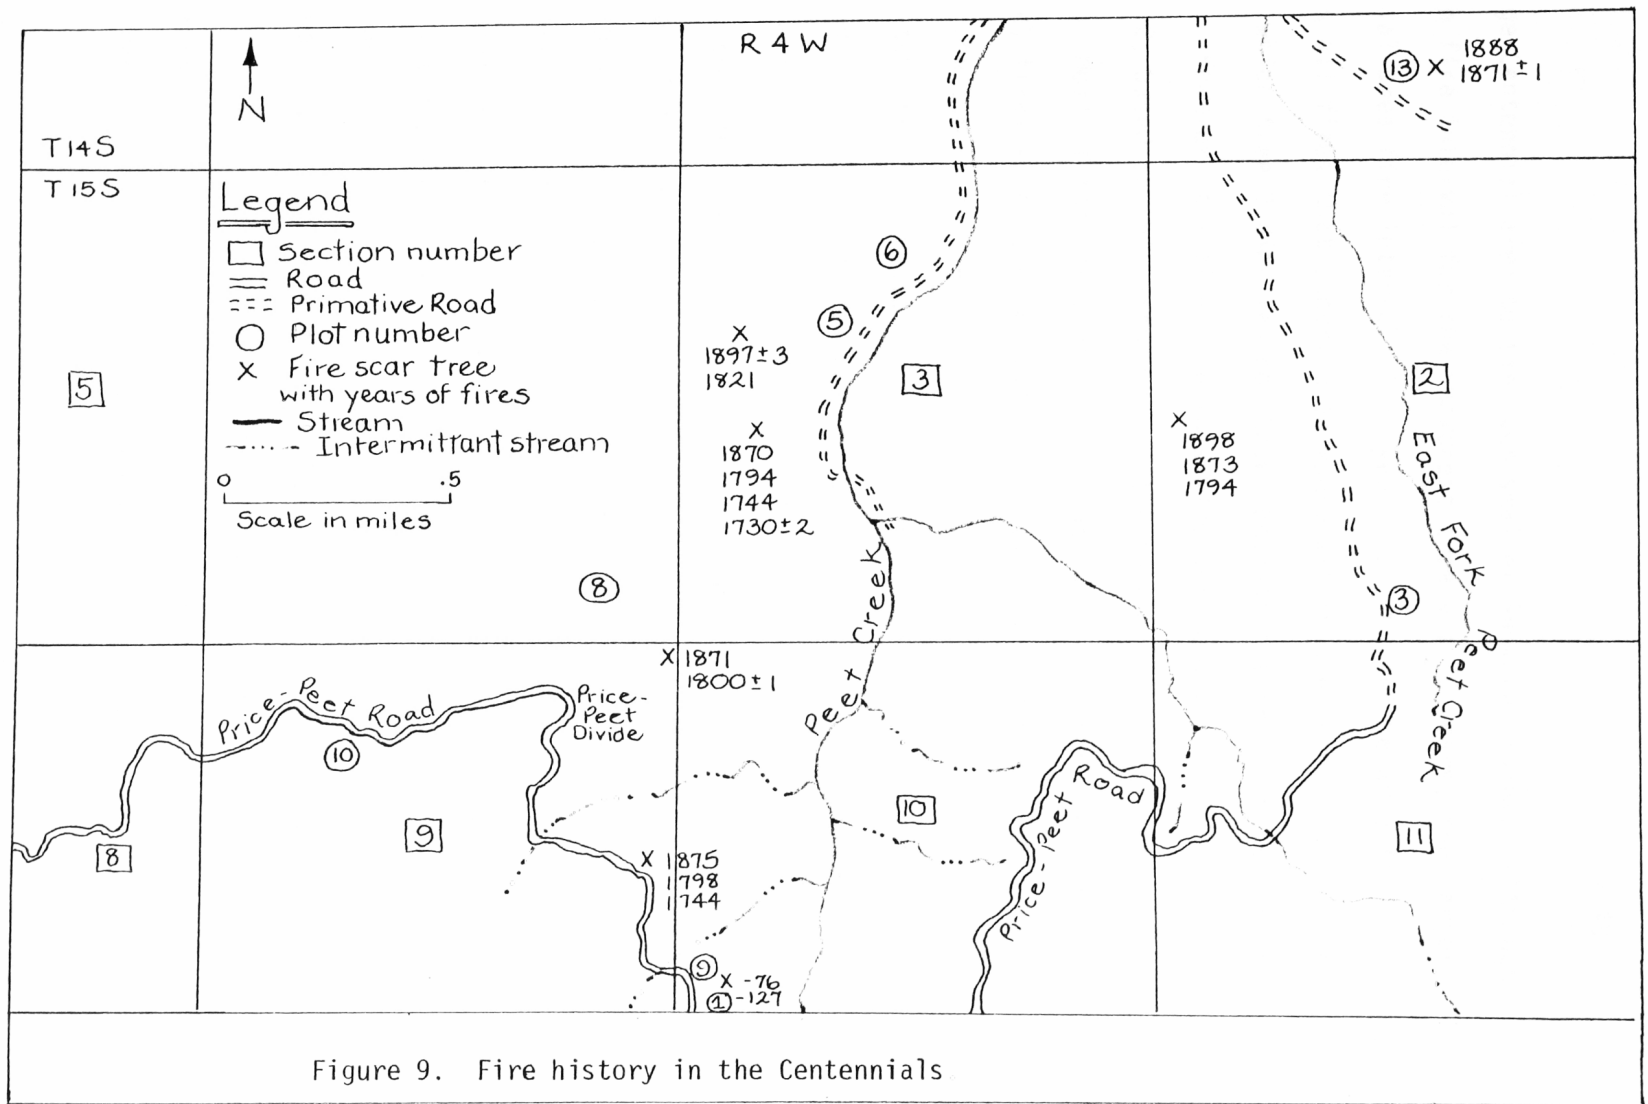 R 4 W
N
T14S
T 15S
Legend
Section number
Road
Primative Road
Plot number
X Fire scar tree
with years of fires
Stream
Intermittant stream
0 .5
Scale in miles
13 X 1888
1871±1
6
5
X
1897±3
1821
3
2
5
X
1870
1794
1744
1730±2
X
1898
1873
1794
East Fork Peet Creek
Peet Creek
8
3
X 1871
1800±1
Price-Peet Road
Price-
Peet
Divide
10
Price-Peet Road
10
9
8
11
X 1875
1798
1744
9
X -76
1 -127
Figure 9. Fire history in the Centennials